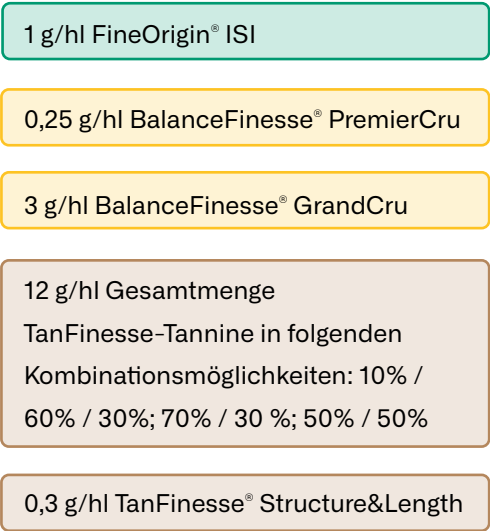 1 g/hl FineOrigin® ISI
0,25 g/hl BalanceFinesse® PremierCru
3 g/hl BalanceFinesse® GrandCru
12 g/hl Gesamtmenge
TanFinesse-Tannine in folgenden
Kombinationsmöglichkeiten: 10% /
60% / 30%; 70% / 30 %; 50% / 50%
0,3 g/hl TanFinesse® Structure&Length